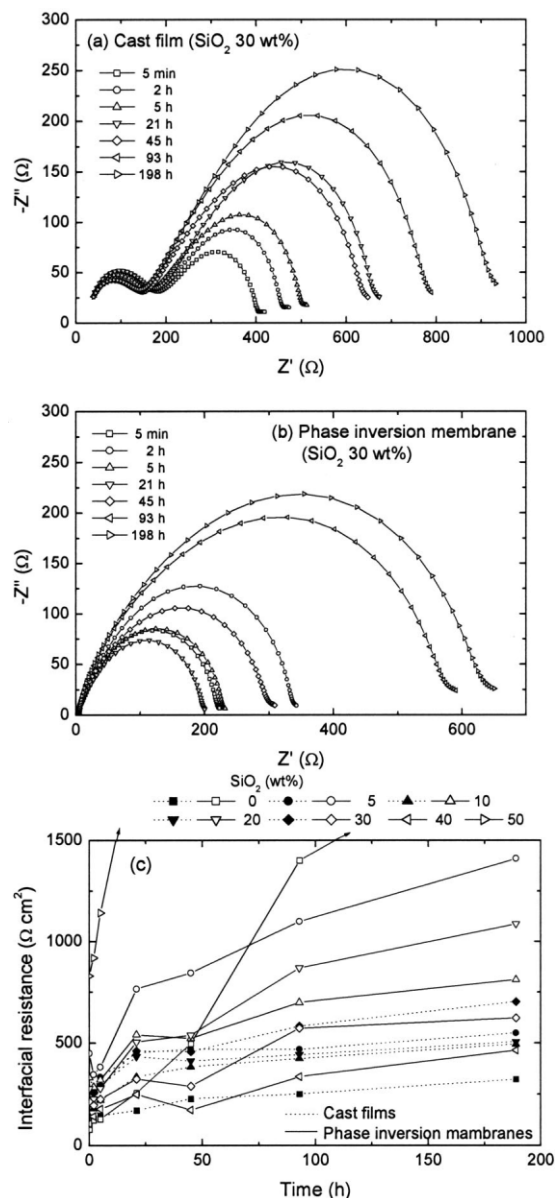 (a) Cast film (SiO₂ 30 wt%)
5 min
2 h
5 h
21 h
45 h
93 h
198 h
-Z'' (Ω)
300
250
200
150
100
50
0
0 200 400 600 800 1000
Z' (Ω)
(b) Phase inversion membrane
(SiO₂ 30 wt%)
5 min
2 h
5 h
21 h
45 h
93 h
198 h
-Z'' (Ω)
300
250
200
150
100
50
0
0 200 400 600
Z' (Ω)
SiO₂ (wt%)
0 5 10
20 30 40 50
(c)
Interfacial resistance (Ω cm²)
1500
1000
500
0
0 50 100 150 200
Cast films
Phase inversion mambranes
Time (h)